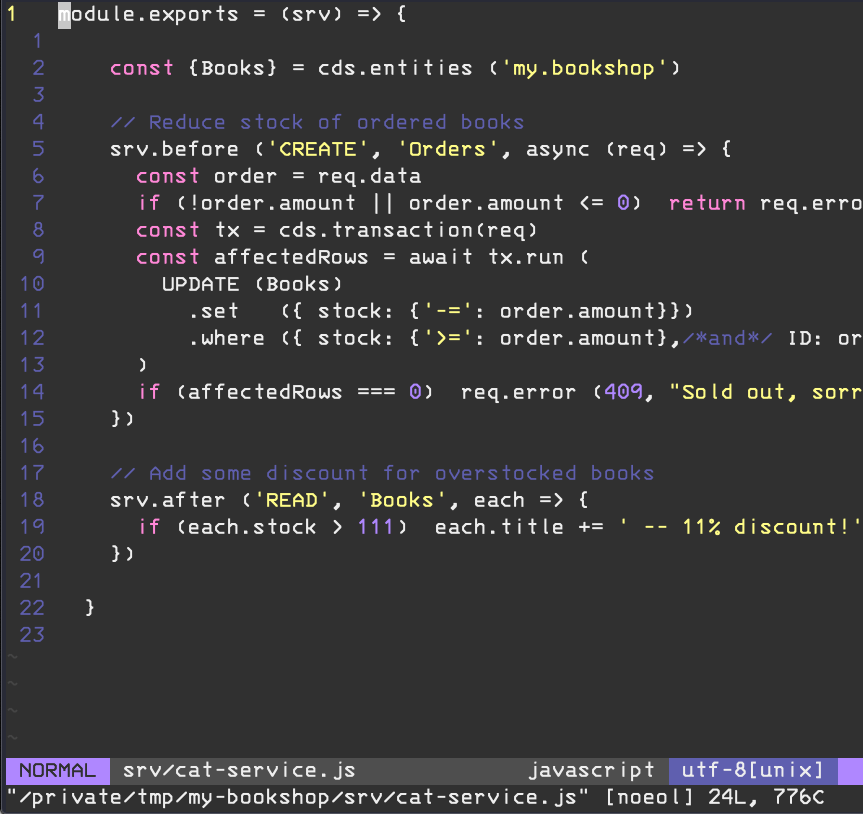 1 module.exports = (srv) => {
1
2 const {Books} = cds.entities ('my.bookshop')
3
4 // Reduce stock of ordered books
5 srv.before ('CREATE', 'Orders', async (req) => {
6 const order = req.data
7 if (!order.amount || order.amount <= 0)  return req.erro
8 const tx = cds.transaction(req)
9 const affectedRows = await tx.run (
10 UPDATE (Books)
11 .set   ({ stock: {'-=': order.amount}})
12 .where ({ stock: {'>=': order.amount},/*and*/ ID: or
13 )
14 if (affectedRows === 0)  req.error (409, "Sold out, sorr
15 })
16
17 // Add some discount for overstocked books
18 srv.after ('READ', 'Books', each => {
19 if (each.stock > 111)  each.title += ' -- 11% discount!'
20 })
21
22 }
23
~
~
~
~
NORMAL srv/cat-service.js javascript utf-8[unix]
"/private/tmp/my-bookshop/srv/cat-service.js" [noeol] 24L, 776C